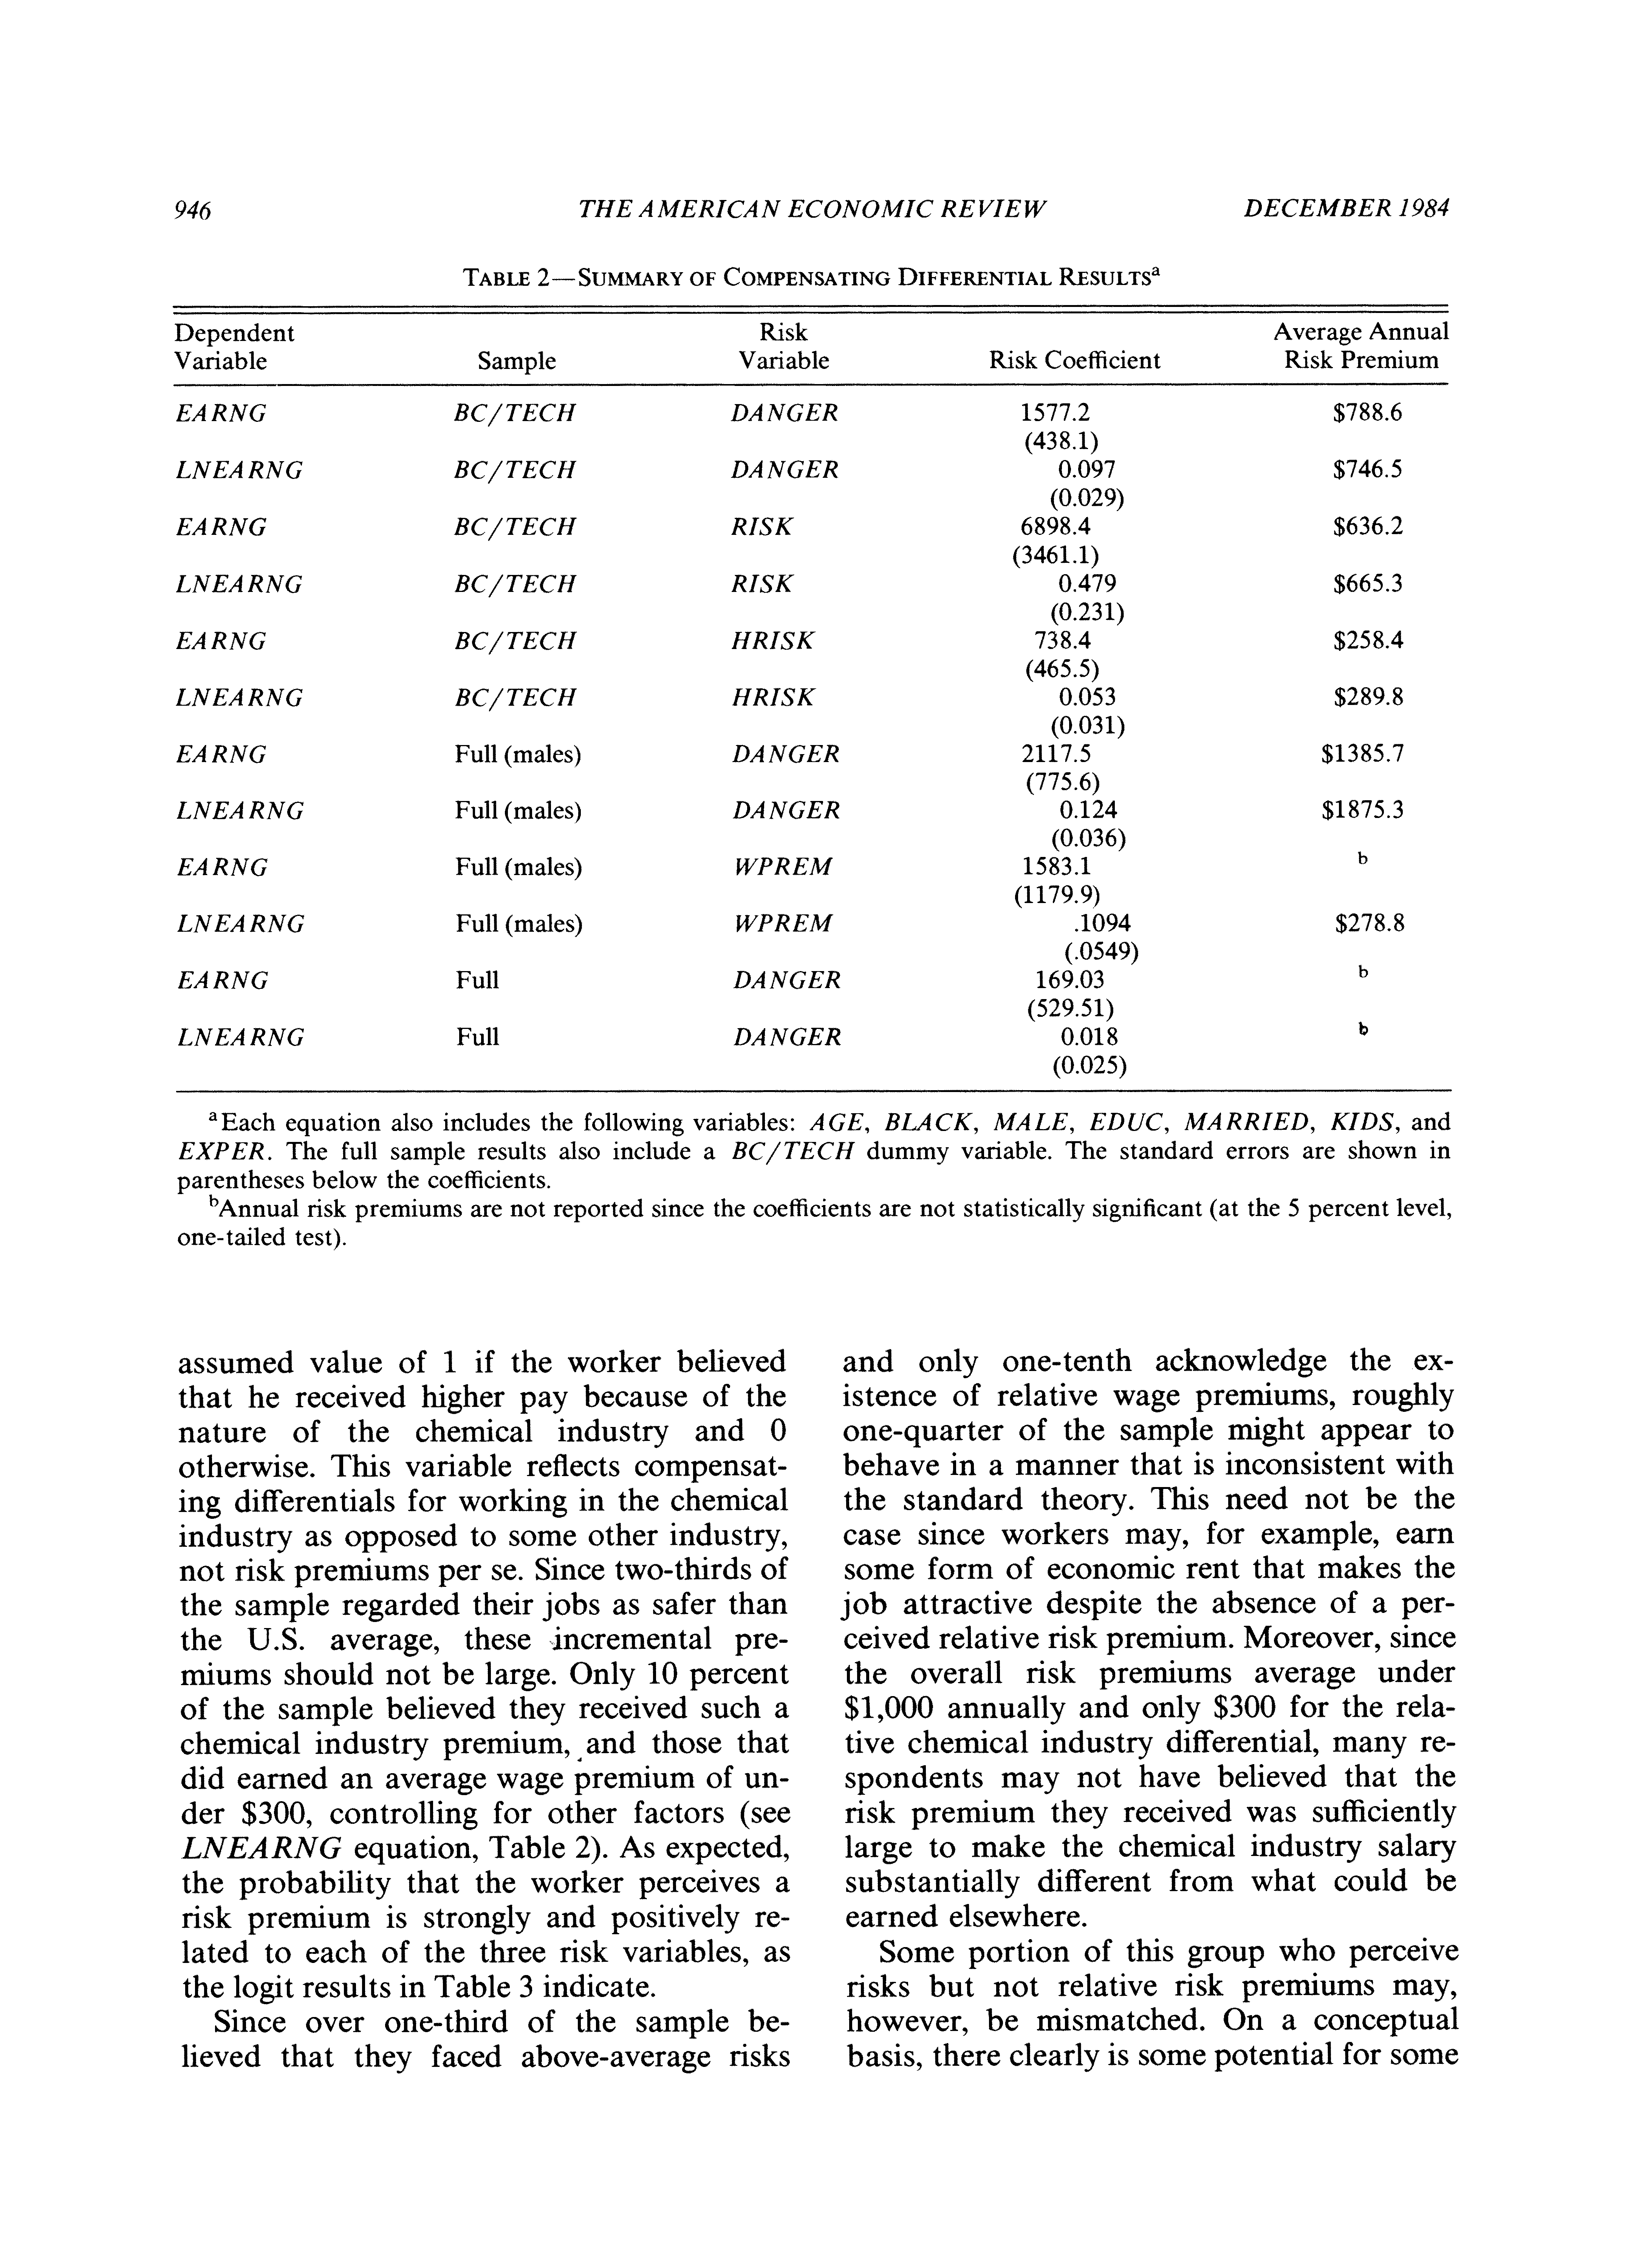 946 THE AMERICAN ECONOMIC REVIEW DECEMBER 1984
TABLE 2—SUMMARY OF COMPENSATING DIFFERENTIAL RESULTSᵃ
Dependent Risk Average Annual
Variable Sample Variable Risk Coefficient Risk Premium
EARNG BC/TECH DANGER 1577.2 $788.6
(438.1)
LNEARNG BC/TECH DANGER 0.097 $746.5
(0.029)
EARNG BC/TECH RISK 6898.4 $636.2
(3461.1)
LNEARNG BC/TECH RISK 0.479 $665.3
(0.231)
EARNG BC/TECH HRISK 738.4 $258.4
(465.5)
LNEARNG BC/TECH HRISK 0.053 $289.8
(0.031)
EARNG Full (males) DANGER 2117.5 $1385.7
(775.6)
LNEARNG Full (males) DANGER 0.124 $1875.3
(0.036)
EARNG Full (males) WPREM 1583.1 b
(1179.9)
LNEARNG Full (males) WPREM .1094 $278.8
(.0549)
EARNG Full DANGER 169.03 b
(529.51)
LNEARNG Full DANGER 0.018 b
(0.025)
ᵃEach equation also includes the following variables: AGE, BLACK, MALE, EDUC, MARRIED, KIDS, and
EXPER. The full sample results also include a BC/TECH dummy variable. The standard errors are shown in
parentheses below the coefficients.
ᵇAnnual risk premiums are not reported since the coefficients are not statistically significant (at the 5 percent level,
one-tailed test).
assumed value of 1 if the worker believed
that he received higher pay because of the
nature of the chemical industry and 0
otherwise. This variable reflects compensat-
ing differentials for working in the chemical
industry as opposed to some other industry,
not risk premiums per se. Since two-thirds of
the sample regarded their jobs as safer than
the U.S. average, these incremental pre-
miums should not be large. Only 10 percent
of the sample believed they received such a
chemical industry premium, and those that
did earned an average wage premium of un-
der $300, controlling for other factors (see
LNEARNG equation, Table 2). As expected,
the probability that the worker perceives a
risk premium is strongly and positively re-
lated to each of the three risk variables, as
the logit results in Table 3 indicate.
Since over one-third of the sample be-
lieved that they faced above-average risks
and only one-tenth acknowledge the ex-
istence of relative wage premiums, roughly
one-quarter of the sample might appear to
behave in a manner that is inconsistent with
the standard theory. This need not be the
case since workers may, for example, earn
some form of economic rent that makes the
job attractive despite the absence of a per-
ceived relative risk premium. Moreover, since
the overall risk premiums average under
$1,000 annually and only $300 for the rela-
tive chemical industry differential, many re-
spondents may not have believed that the
risk premium they received was sufficiently
large to make the chemical industry salary
substantially different from what could be
earned elsewhere.
Some portion of this group who perceive
risks but not relative risk premiums may,
however, be mismatched. On a conceptual
basis, there clearly is some potential for some